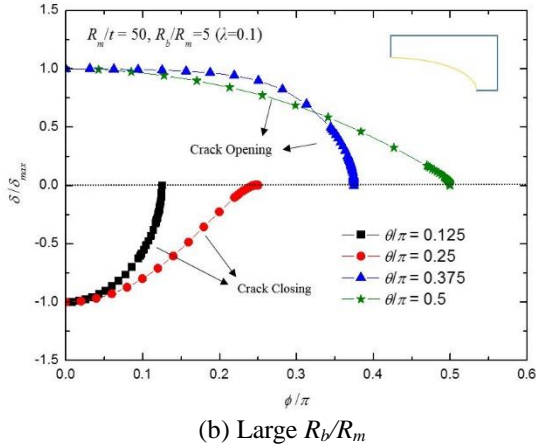 R_m/t = 50, R_b/R_m=5 (λ=0.1)
1.5
1.0
0.5
0.0
-0.5
-1.0
-1.5
δ/δ_max
Crack Opening
Crack Closing
θ/π = 0.125
θ/π = 0.25
θ/π = 0.375
θ/π = 0.5
0.0 0.1 0.2 0.3 0.4 0.5 0.6
ϕ/π
(b) Large R_b/R_m